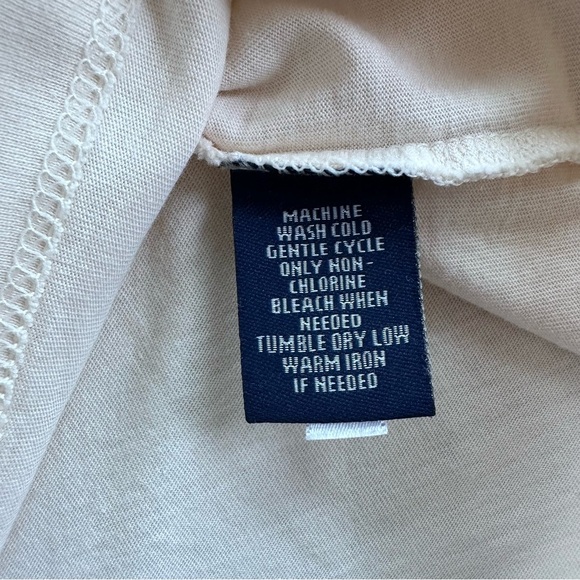 MACHINE
WASH COLD
GENTLE CYCLE
ONLY NON-
CHLORINE
BLEACH WHEN
NEEDED
TUMBLE DRY LOW
WARM IRON
IF NEEDED